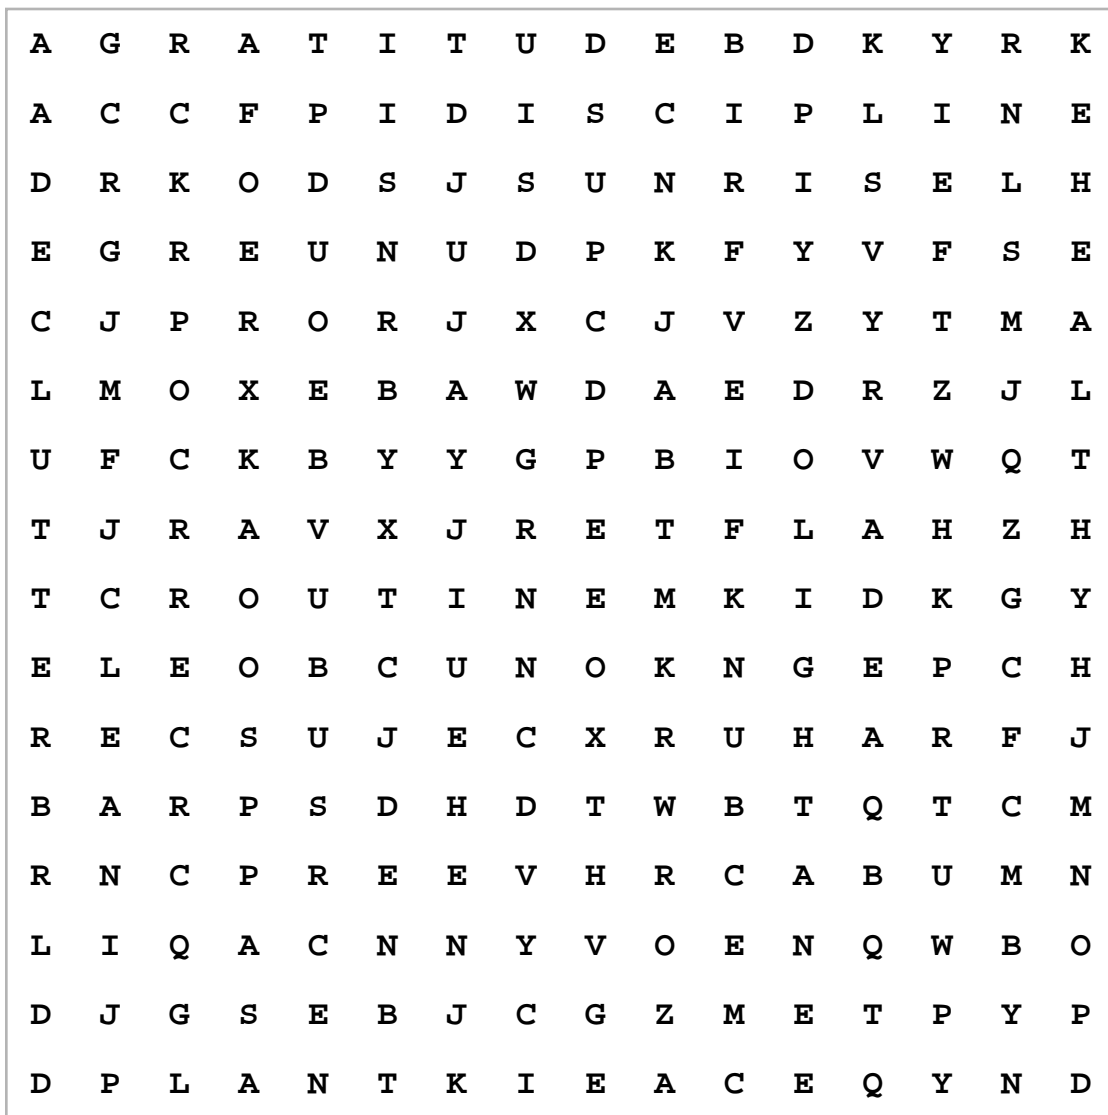 A G R A T I T U D E B D K Y R K
A C C F P I D I S C I P L I N E
D R K O D S J S U N R I S E L H
E G R E U N U D P K F Y V F S E
C J P R O R J X C J V Z Y T M A
L M O X E B A W D A E D R Z J L
U F C K B Y Y G P B I O V W Q T
T J R A V X J R E T F L A H Z H
T C R O U T I N E M K I D K G Y
E L E O B C U N O K N G E P C H
R E C S U J E C X R U H A R F J
B A R P S D H D T W B T Q T C M
R N C P R E E V H R C A B U M N
L I Q A C N N Y V O E N Q W B O
D J G S E B J C G Z M E T P Y P
D P L A N T K I E A C E Q Y N D